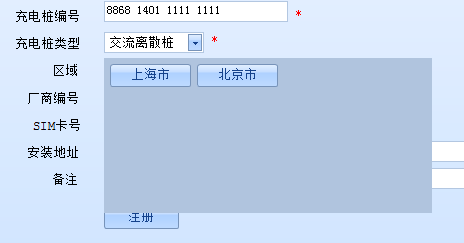 充电桩编号 8868 1401 1111 1111 *
充电桩类型 交流离散桩 *
区域 上海市 北京市
厂商编号
SIM卡号
安装地址
备注
注册